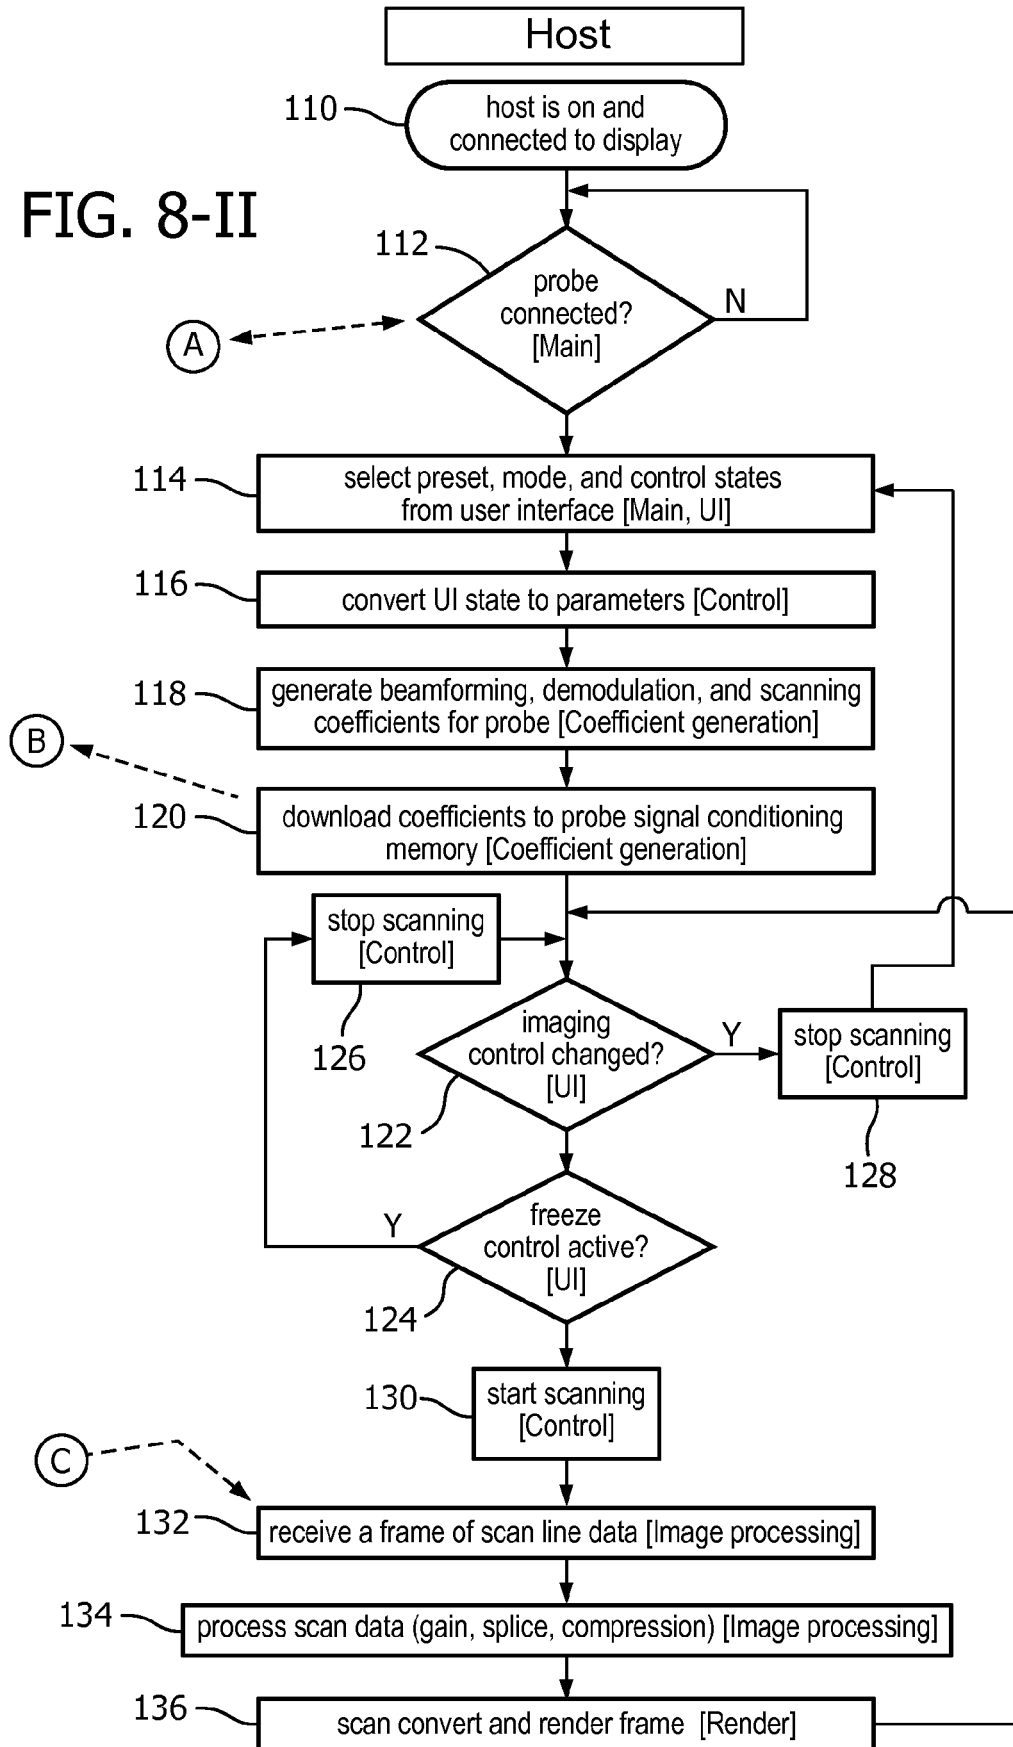 Host
110
host is on and
connected to display
FIG. 8-II
112
probe
connected?
[Main]
N
A
114
select preset, mode, and control states
from user interface [Main, UI]
116
convert UI state to parameters [Control]
118
generate beamforming, demodulation, and scanning
coefficients for probe [Coefficient generation]
B
120
download coefficients to probe signal conditioning
memory [Coefficient generation]
stop scanning
[Control]
126
imaging
control changed?
[UI]
Y
122
stop scanning
[Control]
128
freeze
control active?
[UI]
Y
124
130
start scanning
[Control]
C
132
receive a frame of scan line data [Image processing]
134
process scan data (gain, splice, compression) [Image processing]
136
scan convert and render frame [Render]